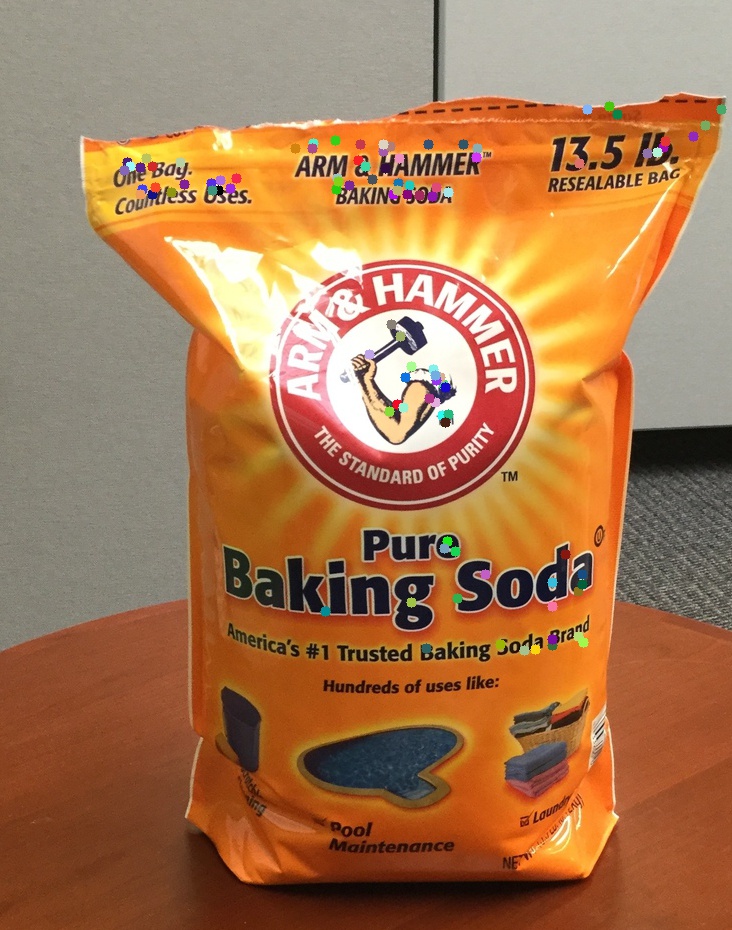 One Bag.
Countless Uses.
ARM & HAMMER™
BAKING SODA
13.5 lb.
RESEALABLE BAG
ARM & HAMMER
THE STANDARD OF PURITY
TM
Pure
Baking Soda
America's #1 Trusted Baking Soda Brand
Hundreds of uses like:
Pool
Maintenance